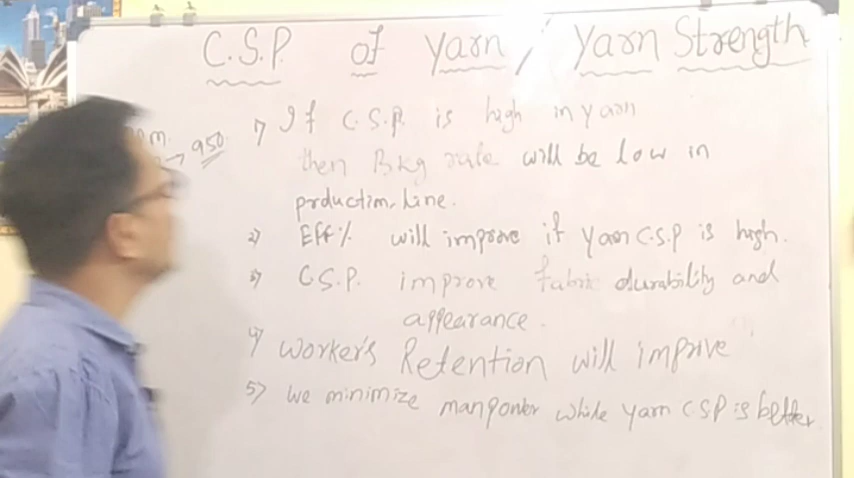 C.S.P. of Yarn / Yarn Strength
m.
→ 950
1) If C.S.P. is high in yarn
then Bkg rate will be low in
production line.
2) Eff% will improve if yarn C.S.P is high.
3) C.S.P. improve fabric durability and
appearance.
4) Worker's Retention will improve
5) We minimize manpower while yarn CSP is better